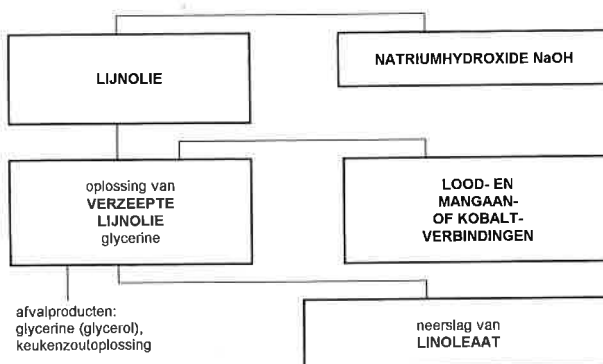 LIJNOLIE
NATRIUMHYDROXIDE NaOH
oplossing van
VERZEEPTE
LIJNOLIE
glycerine
LOOD- EN
MANGAAN-
OF KOBALT-
VERBINDINGEN
afvalproducten:
glycerine (glycerol),
keukenzoutoplossing
neerslag van
LINOLEAAT